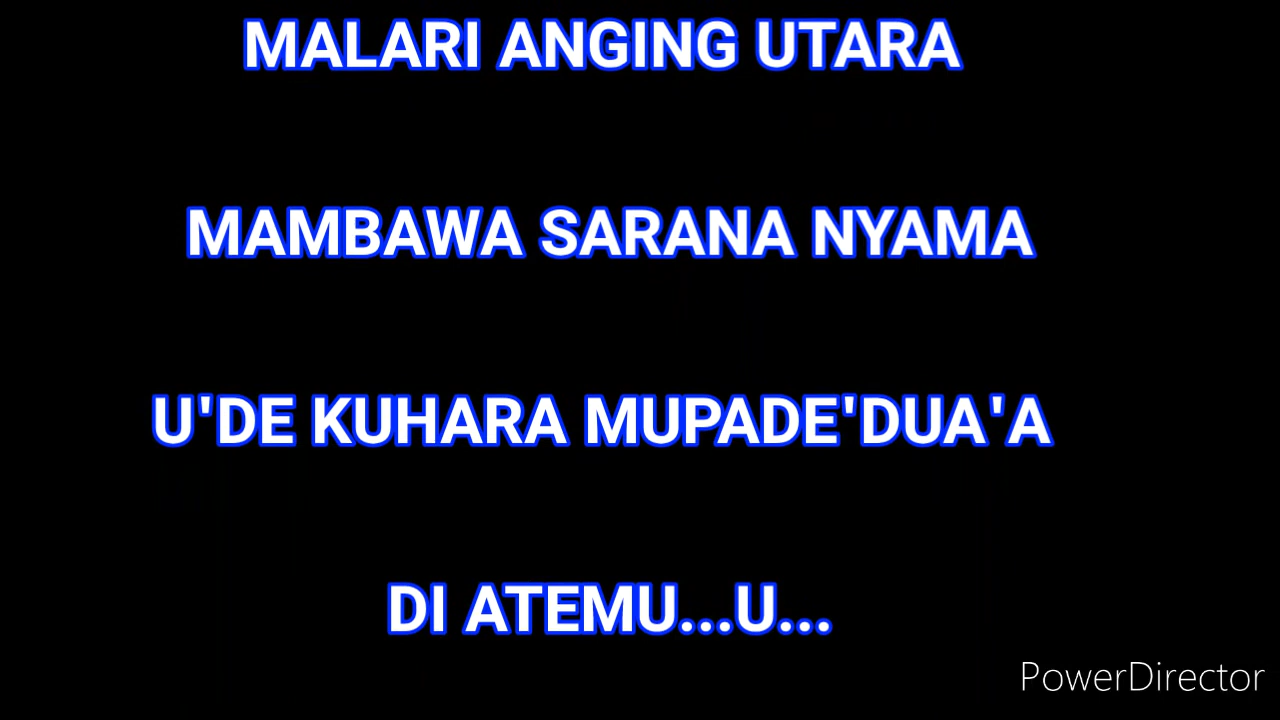 MALARI ANGING UTARA
MAMBAWA SARANA NYAMA
U'DE KUHARA MUPADE'DUA'A
DI ATEMU...U...
PowerDirector